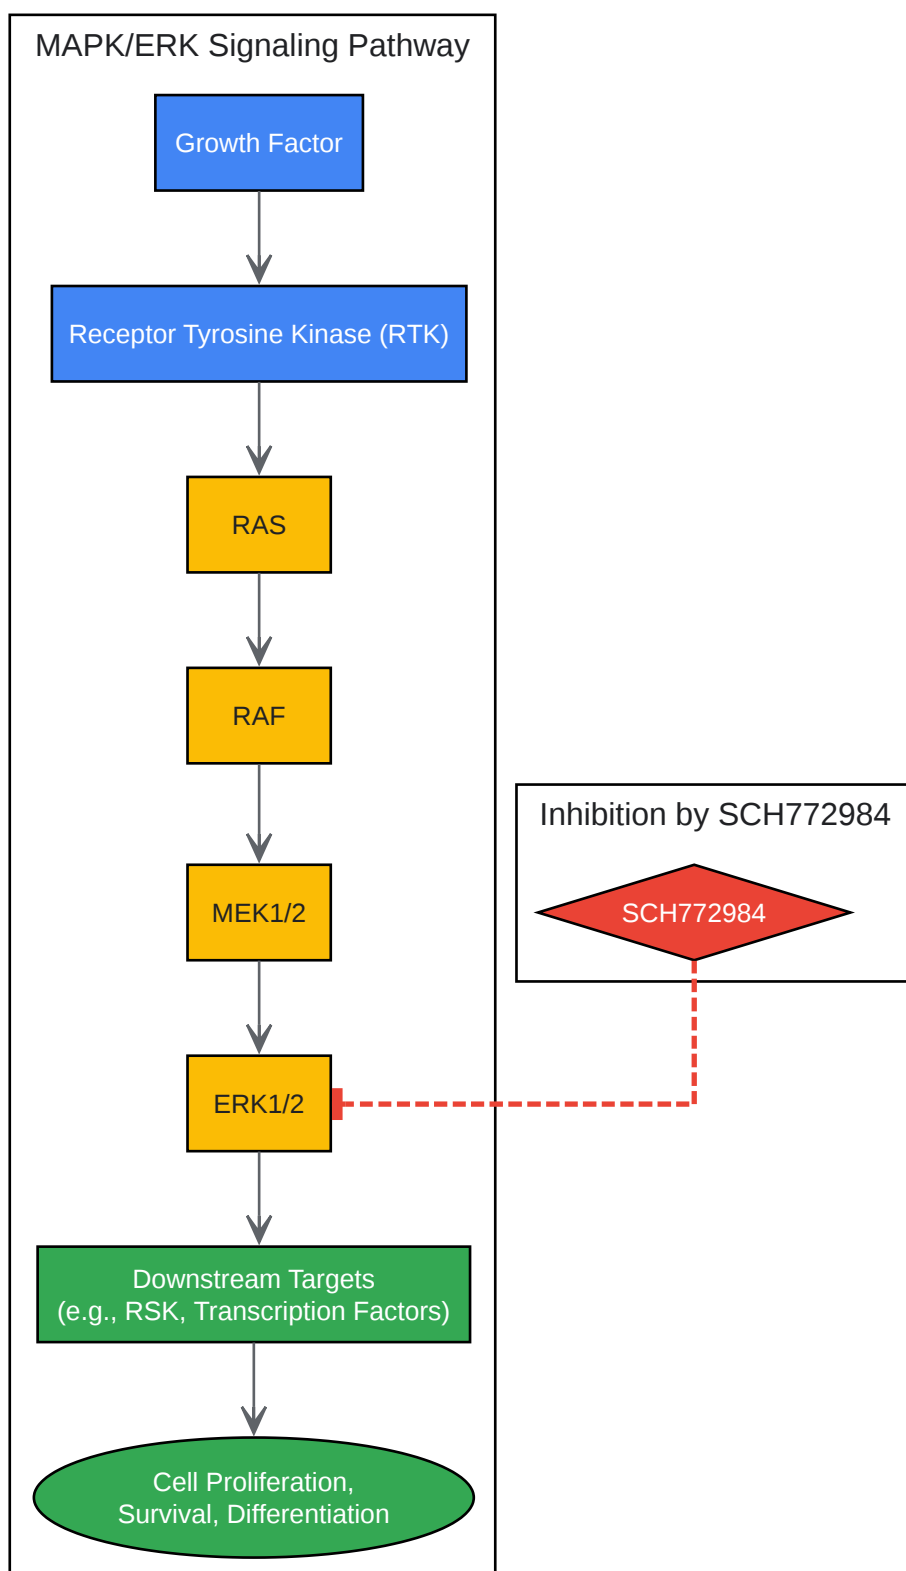 MAPK/ERK Signaling Pathway
Growth Factor
Receptor Tyrosine Kinase (RTK)
RAS
RAF
Inhibition by SCH772984
MEK1/2
SCH772984
ERK1/2
Downstream Targets
(e.g., RSK, Transcription Factors)
Cell Proliferation,
Survival, Differentiation